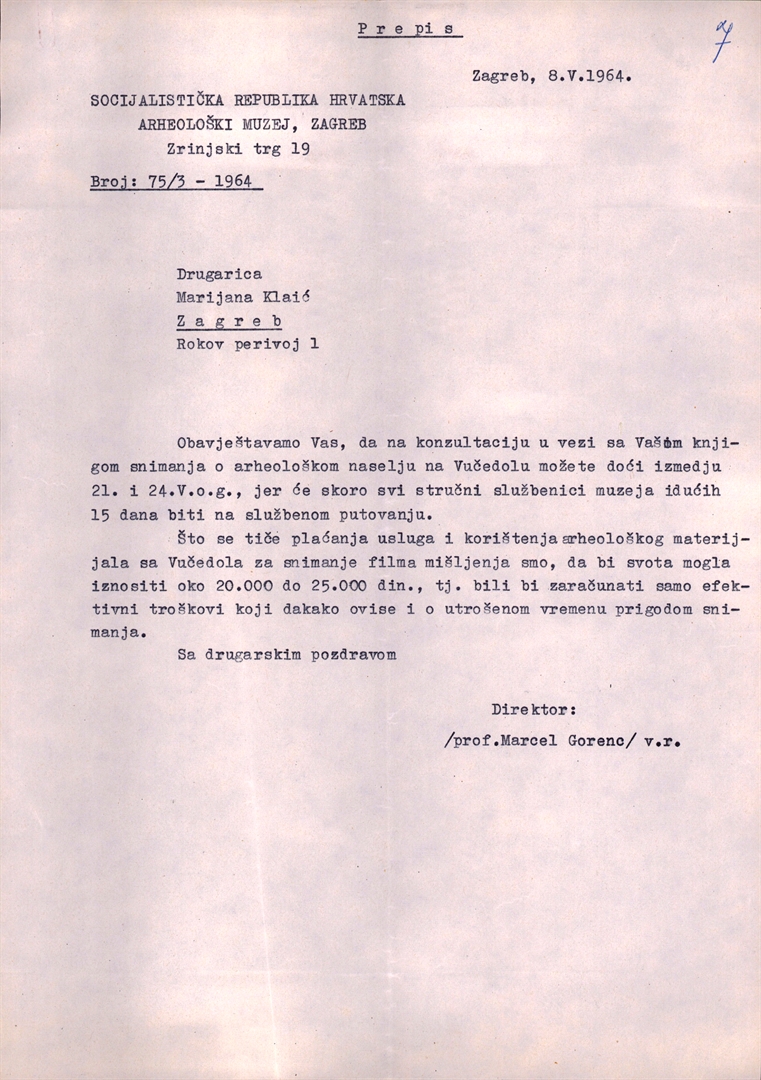 P r e p i s
7
Zagreb, 8.V.1964.
SOCIJALISTIČKA REPUBLIKA HRVATSKA
ARHEOLOŠKI MUZEJ, ZAGREB
Zrinjski trg 19
Broj: 75/3 - 1964
Drugarica
Marijana Klaić
Z a g r e b
Rokov perivoj 1
Obavještavamo Vas, da na konzultaciju u vezi sa Vašom knji-
gom snimanja o arheološkom naselju na Vučedolu možete doći izmedju
21. i 24.V.o.g., jer će skoro svi stručni službenici muzeja idućih
15 dana biti na službenom putovanju.
Što se tiče plaćanja usluga i korištenja arheološkog materij-
jala sa Vučedola za snimanje filma mišljenja smo, da bi svota mogla
iznositi oko 20.000 do 25.000 din., tj. bili bi zaračunati samo efek-
tivni troškovi koji dakako ovise i o utrošenom vremenu prigodom sni-
manja.
Sa drugarskim pozdravom
Direktor:
/prof.Marcel Gorenc/ v.r.